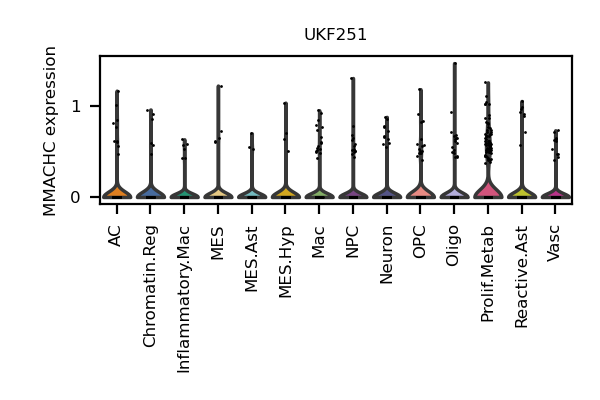 UKF251
MMACHC expression
1
0
AC
Chromatin.Reg
Inflammatory.Mac
MES
MES.Ast
MES.Hyp
Mac
NPC
Neuron
OPC
Oligo
Prolif.Metab
Reactive.Ast
Vasc